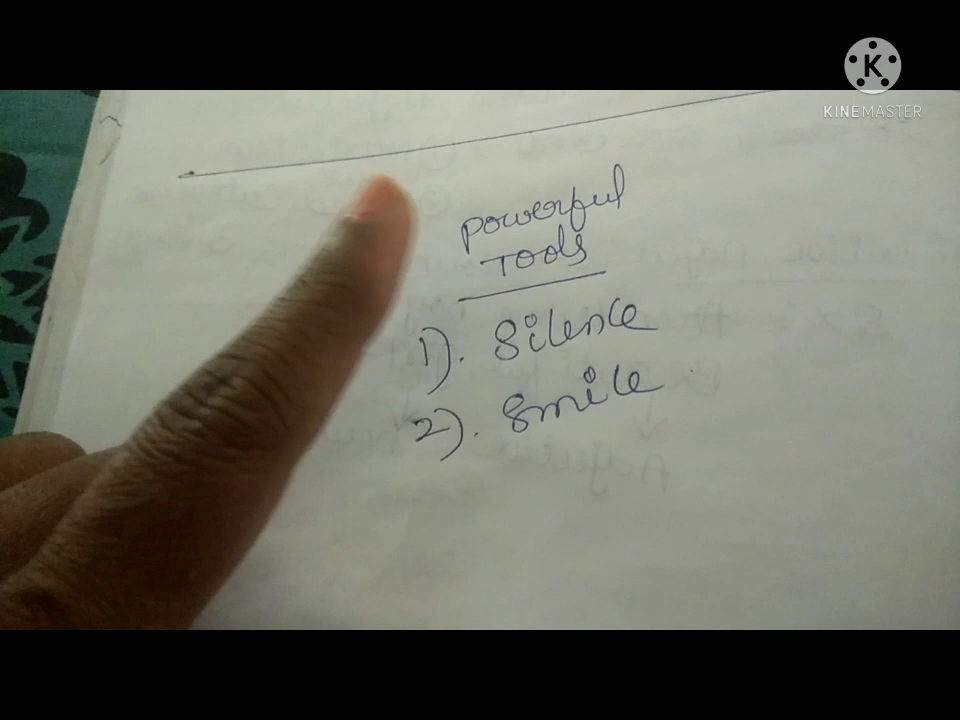 K
KINEMASTER
Powerful
Tools
1). Silence
2). Smile